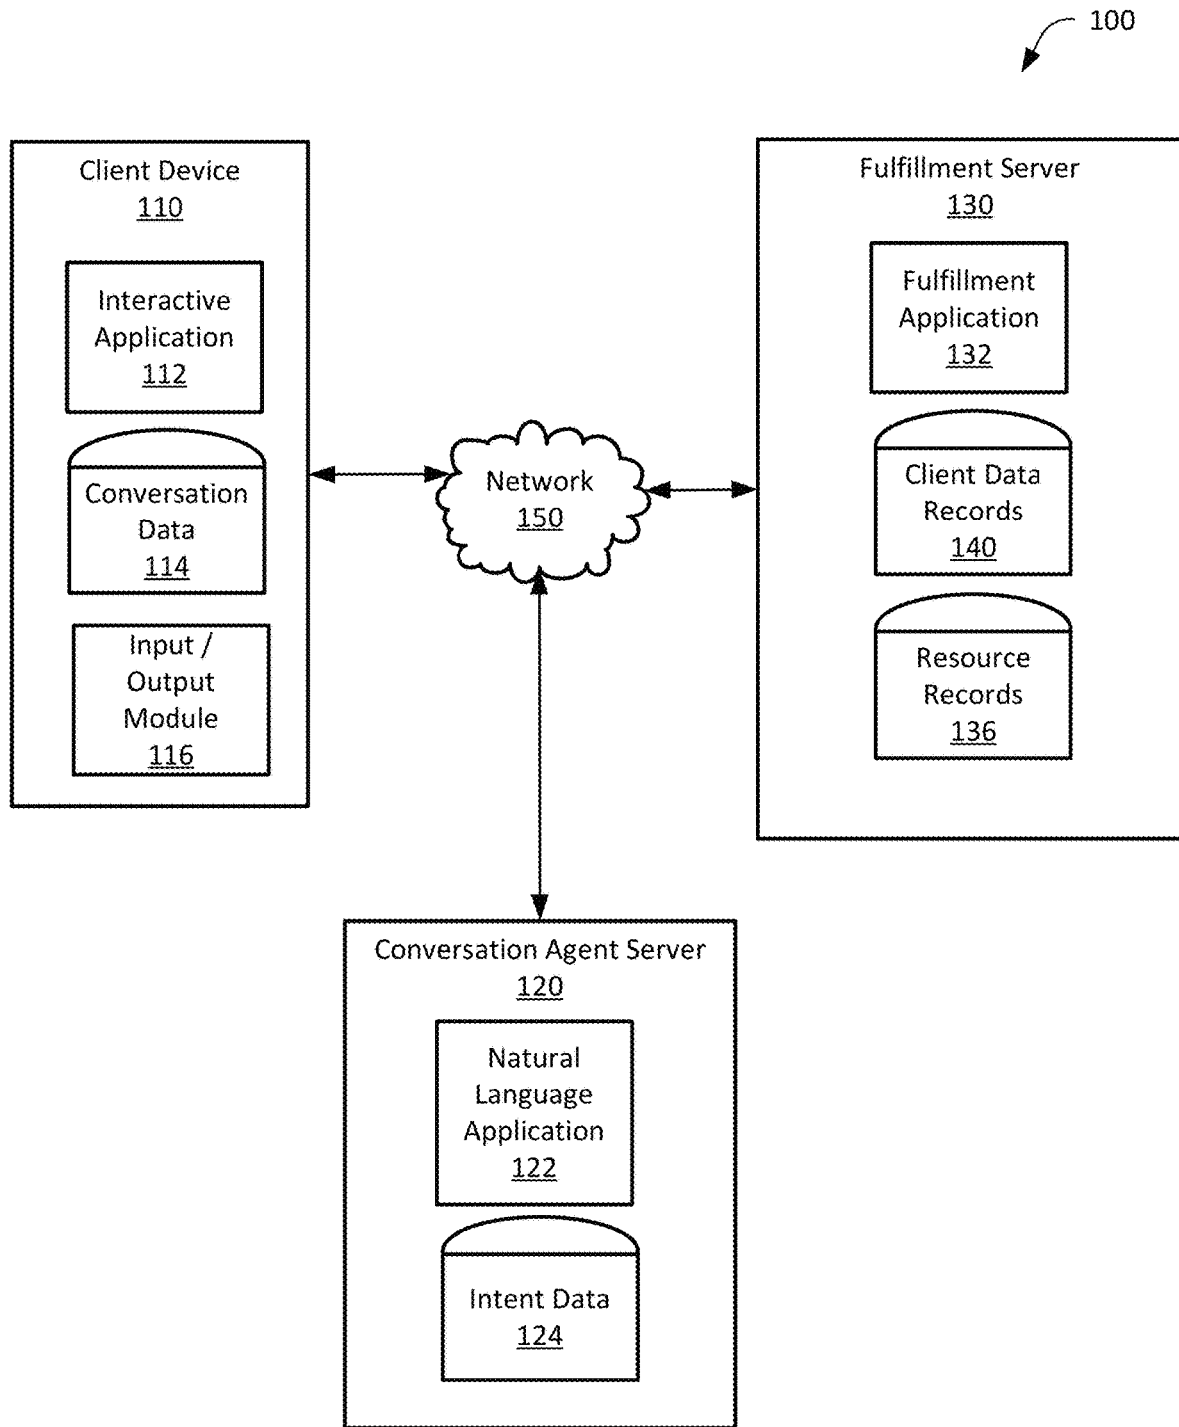 100
Client Device
110
Interactive
Application
112
Conversation
Data
114
Input /
Output
Module
116
Network
150
Fulfillment Server
130
Fulfillment
Application
132
Client Data
Records
140
Resource
Records
136
Conversation Agent Server
120
Natural
Language
Application
122
Intent Data
124